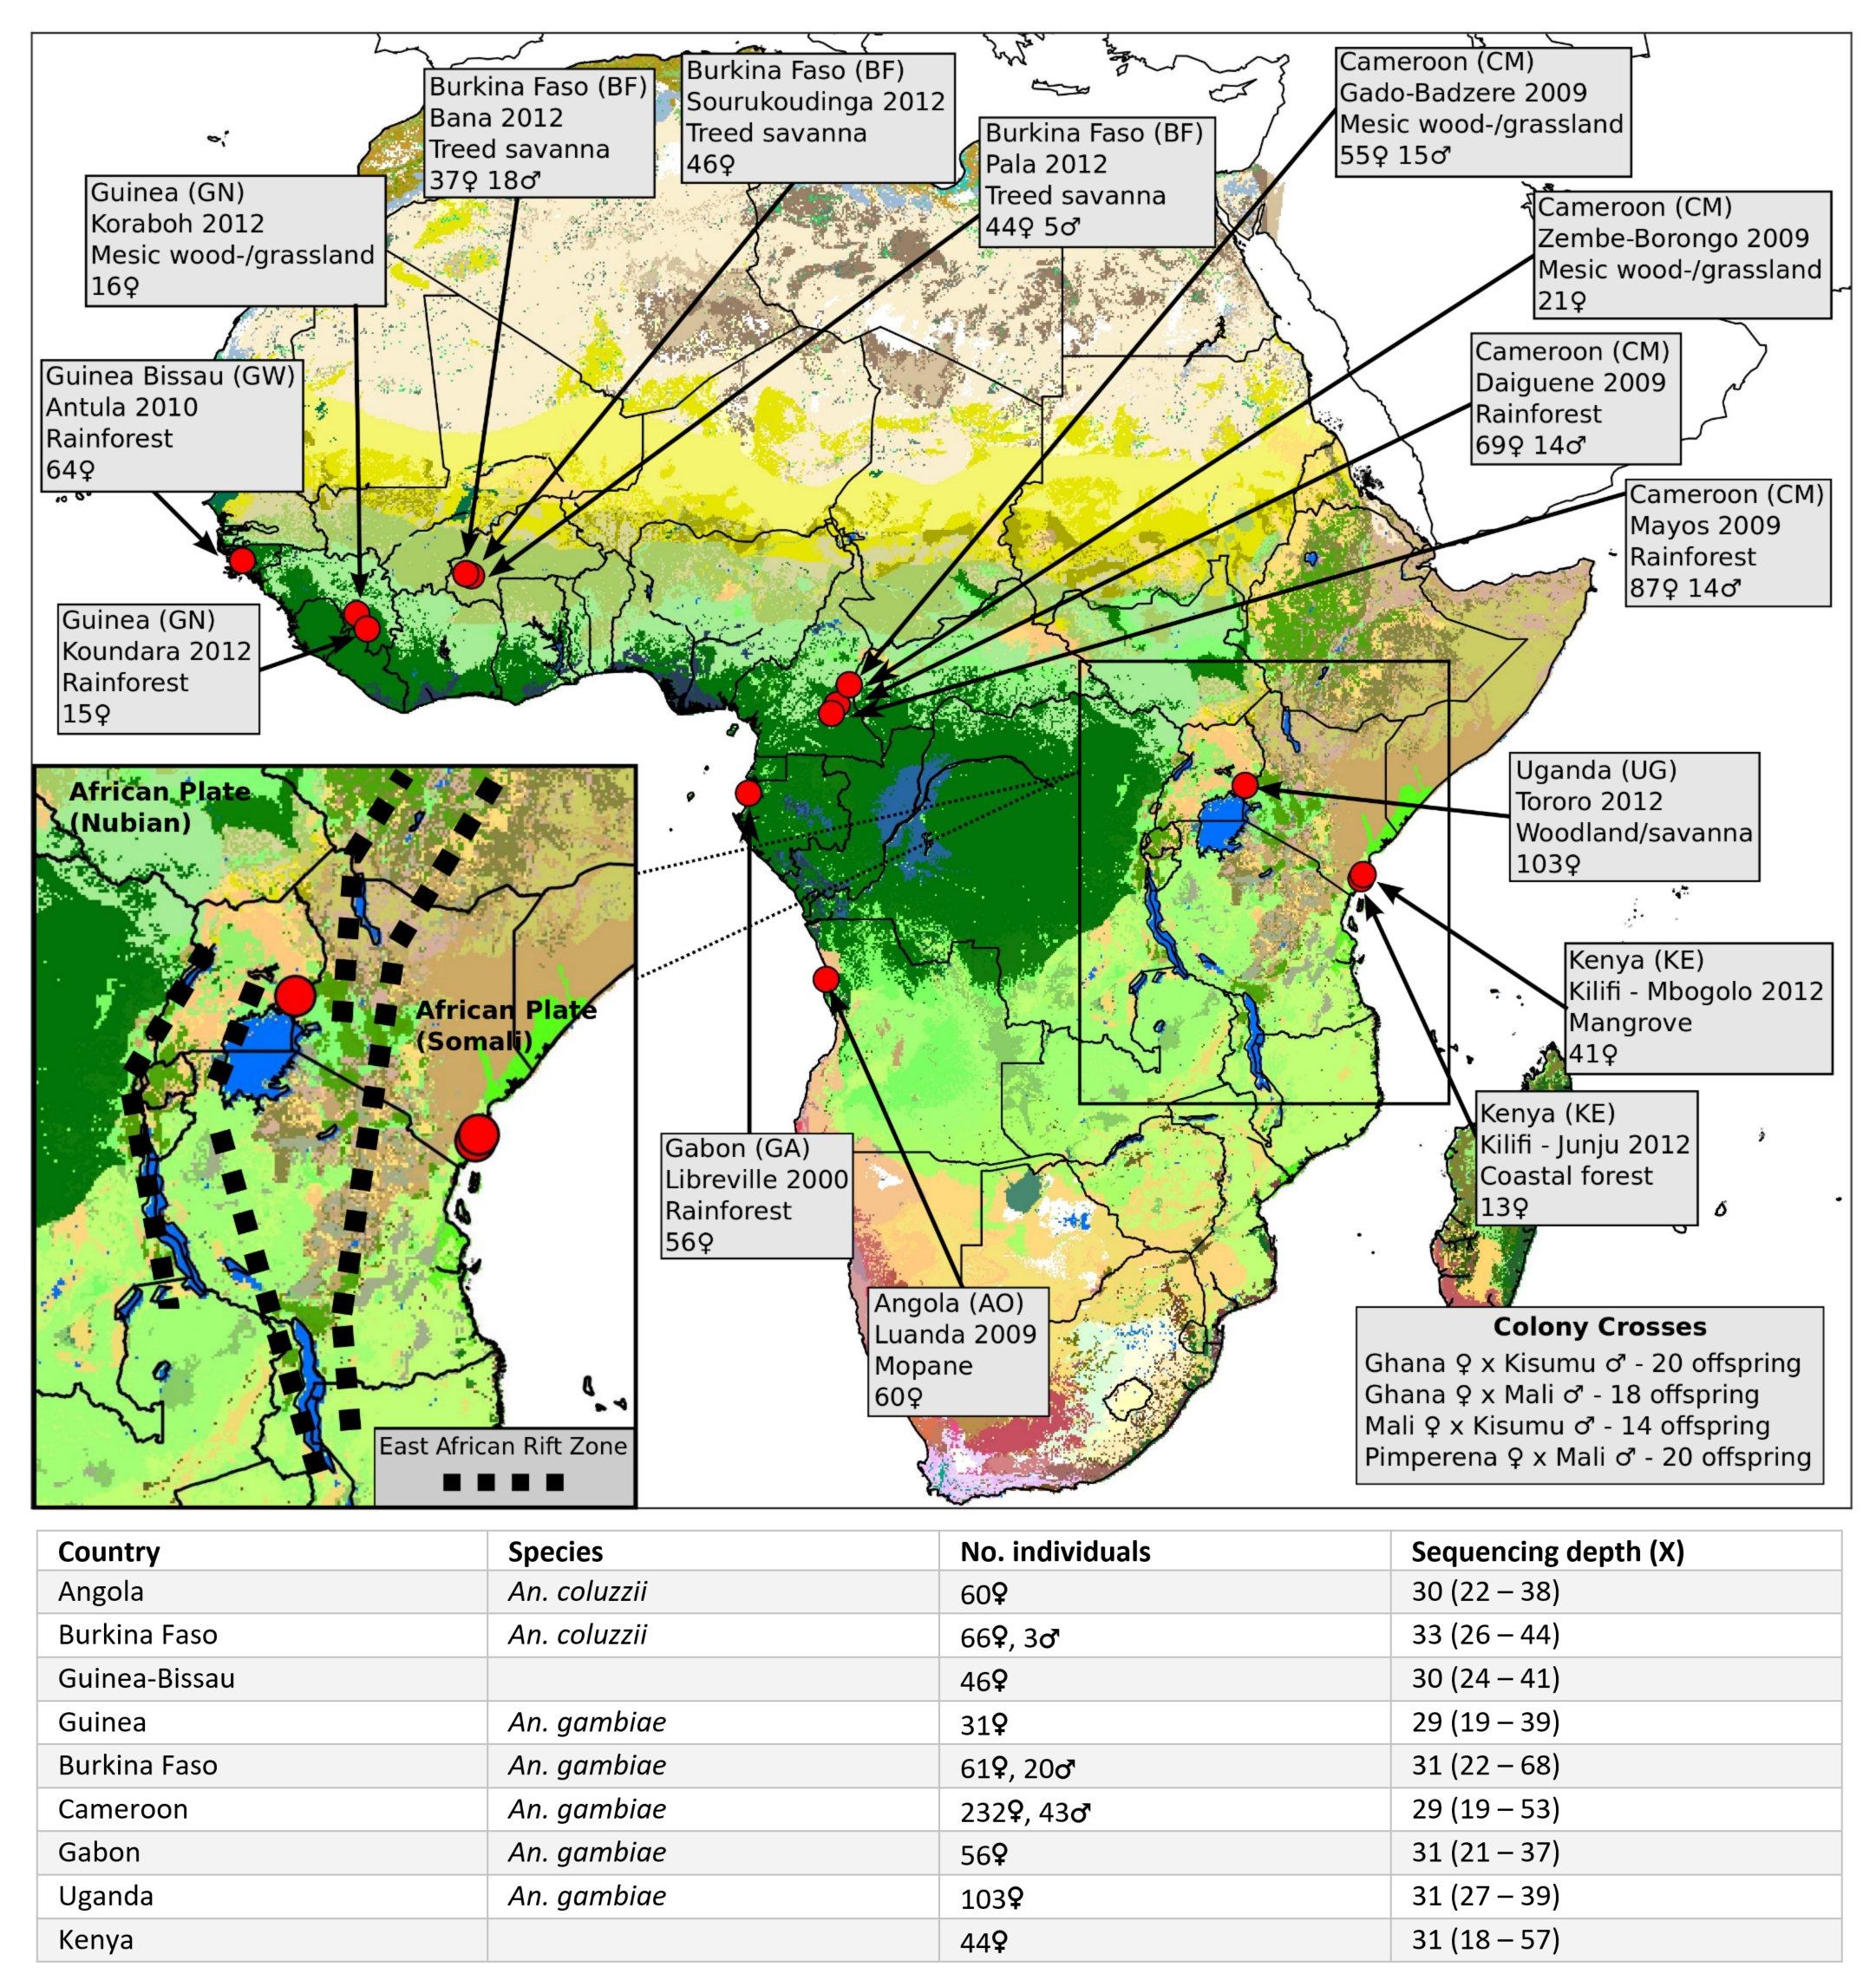 Burkina Faso (BF)
Bana 2012
Treed savanna
37♀ 18♂
Burkina Faso (BF)
Sourukoudinga 2012
Treed savanna
46♀
Burkina Faso (BF)
Pala 2012
Treed savanna
44♀ 5♂
Cameroon (CM)
Gado-Badzere 2009
Mesic wood-/grassland
55♀ 15♂
Guinea (GN)
Koraboh 2012
Mesic wood-/grassland
16♀
Cameroon (CM)
Zembe-Borongo 2009
Mesic wood-/grassland
21♀
Cameroon (CM)
Daiguene 2009
Rainforest
69♀ 14♂
Guinea Bissau (GW)
Antula 2010
Rainforest
64♀
Cameroon (CM)
Mayos 2009
Rainforest
87♀ 14♂
Guinea (GN)
Koundara 2012
Rainforest
15♀
Uganda (UG)
Tororo 2012
Woodland/savanna
103♀
African Plate
(Nubian)
African Plate
(Somali)
East African Rift Zone
Kenya (KE)
Kilifi - Mbogolo 2012
Mangrove
41♀
Kenya (KE)
Kilifi - Junju 2012
Coastal forest
13♀
Gabon (GA)
Libreville 2000
Rainforest
56♀
Angola (AO)
Luanda 2009
Mopane
60♀
Colony Crosses
Ghana ♀ x Kisumu ♂ - 20 offspring
Ghana ♀ x Mali ♂ - 18 offspring
Mali ♀ x Kisumu ♂ - 14 offspring
Pimperena ♀ x Mali ♂ - 20 offspring
Country Species No. individuals Sequencing depth (X)
Angola An. coluzzii 60♀ 30 (22 – 38)
Burkina Faso An. coluzzii 66♀, 3♂ 33 (26 – 44)
Guinea-Bissau 46♀ 30 (24 – 41)
Guinea An. gambiae 31♀ 29 (19 – 39)
Burkina Faso An. gambiae 61♀, 20♂ 31 (22 – 68)
Cameroon An. gambiae 232♀, 43♂ 29 (19 – 53)
Gabon An. gambiae 56♀ 31 (21 – 37)
Uganda An. gambiae 103♀ 31 (27 – 39)
Kenya 44♀ 31 (18 – 57)